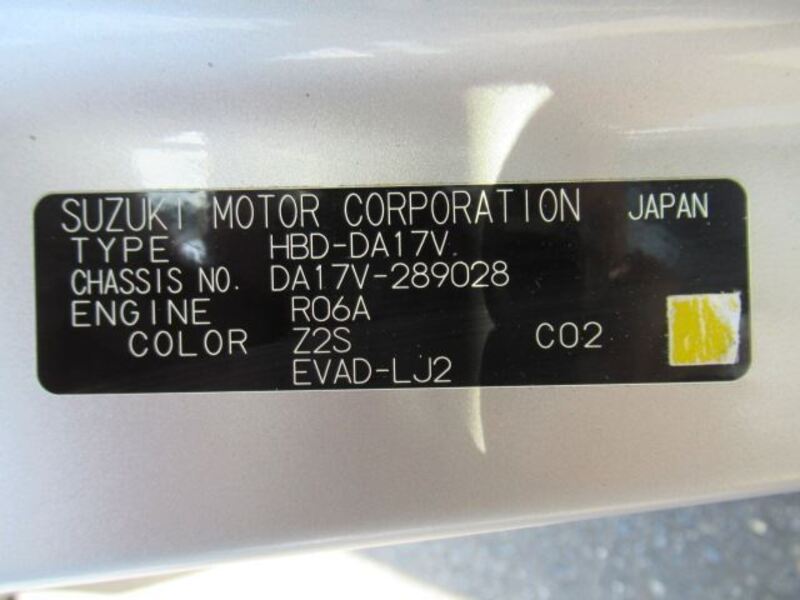 SUZUKI MOTOR CORPORATION JAPAN
TYPE HBD-DA17V
CHASSIS NO. DA17V-289028
ENGINE R06A
COLOR Z2S C02
EVAD-LJ2